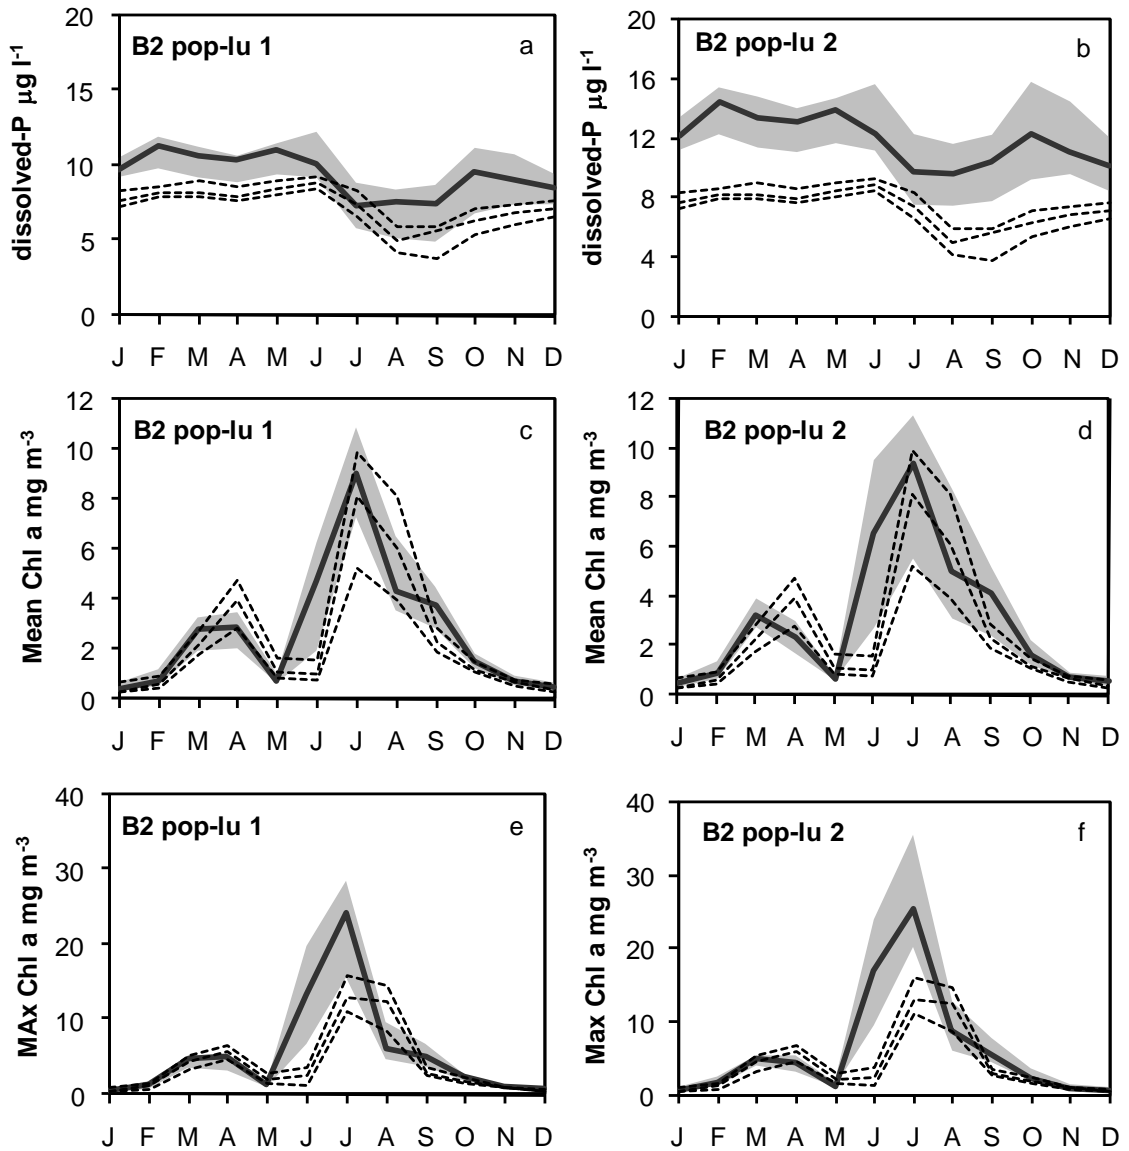 20
15
10
5
0
dissolved-P µg l-1
B2 pop-lu 1
a
J F M A M J J A S O N D
20
16
12
8
4
0
dissolved-P µg l-1
B2 pop-lu 2
b
J F M A M J J A S O N D
12
10
8
6
4
2
0
Mean Chl a mg m-3
B2 pop-lu 1
c
J F M A M J J A S O N D
12
10
8
6
4
2
0
Mean Chl a mg m-3
B2 pop-lu 2
d
J F M A M J J A S O N D
40
30
20
10
0
MAx Chl a mg m-3
B2 pop-lu 1
e
J F M A M J J A S O N D
40
30
20
10
0
Max Chl a mg m-3
B2 pop-lu 2
f
J F M A M J J A S O N D